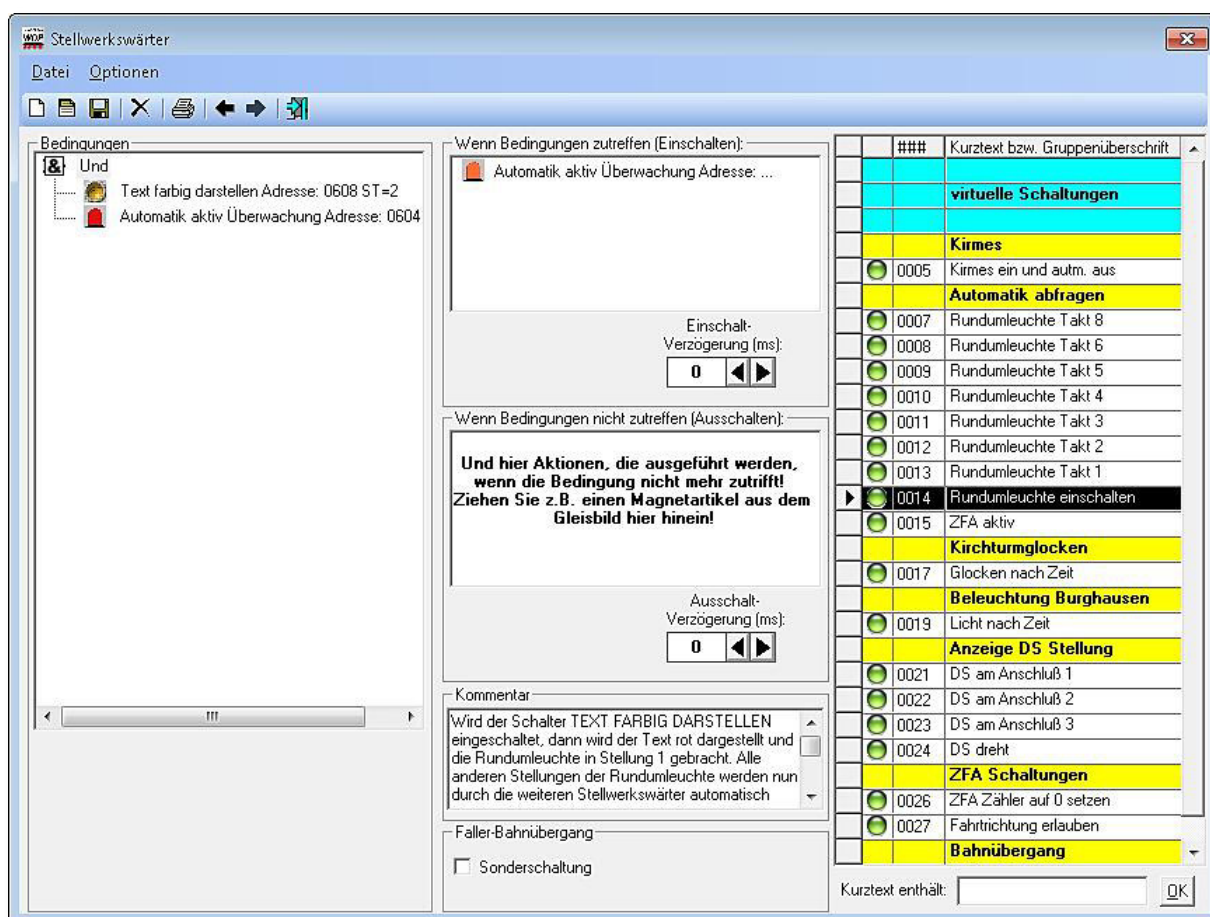 Stellwerkswärter
Datei Optionen
Bedingungen
& Und
Text farbig darstellen Adresse: 0608 ST=2
Automatik aktiv Überwachung Adresse: 0604
Wenn Bedingungen zutreffen (Einschalten):
Automatik aktiv Überwachung Adresse: ...
Einschalt-
Verzögerung (ms):
0
Wenn Bedingungen nicht zutreffen (Ausschalten):
Und hier Aktionen, die ausgeführt werden,
wenn die Bedingung nicht mehr zutrifft!
Ziehen Sie z.B. einen Magnetartikel aus dem
Gleisbild hier hinein!
Ausschalt-
Verzögerung (ms):
0
Kommentar
Wird der Schalter TEXT FARBIG DARSTELLEN
eingeschaltet, dann wird der Text rot dargestellt und
die Rundumleuchte in Stellung 1 gebracht. Alle
anderen Stellungen der Rundumleuchte werden nun
durch die weiteren Stellwerkswärter automatisch
Faller-Bahnübergang
Sonderschaltung
### Kurztext bzw. Gruppenüberschrift
virtuelle Schaltungen
Kirmes
0005 Kirmes ein und autm. aus
Automatik abfragen
0007 Rundumleuchte Takt 8
0008 Rundumleuchte Takt 6
0009 Rundumleuchte Takt 5
0010 Rundumleuchte Takt 4
0011 Rundumleuchte Takt 3
0012 Rundumleuchte Takt 2
0013 Rundumleuchte Takt 1
0014 Rundumleuchte einschalten
0015 ZFA aktiv
Kirchturmglocken
0017 Glocken nach Zeit
Beleuchtung Burghausen
0019 Licht nach Zeit
Anzeige DS Stellung
0021 DS am Anschluß 1
0022 DS am Anschluß 2
0023 DS am Anschluß 3
0024 DS dreht
ZFA Schaltungen
0026 ZFA Zähler auf 0 setzen
0027 Fahrtrichtung erlauben
Bahnübergang
Kurztext enthält: OK